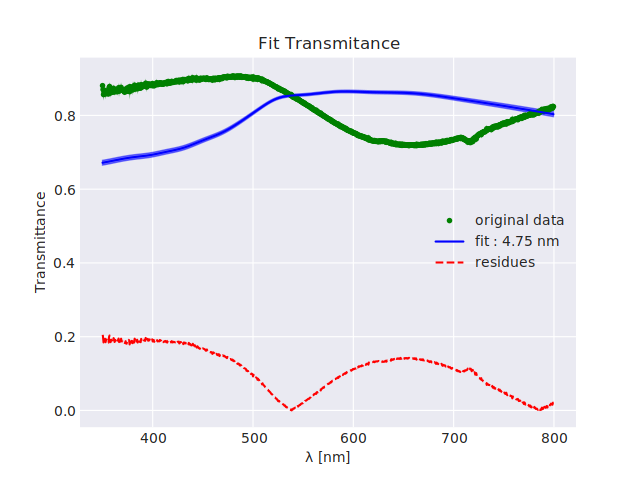 Fit Transmitance
Transmittance
0.8
0.6
0.4
0.2
0.0
original data
fit : 4.75 nm
residues
400 500 600 700 800
λ [nm]